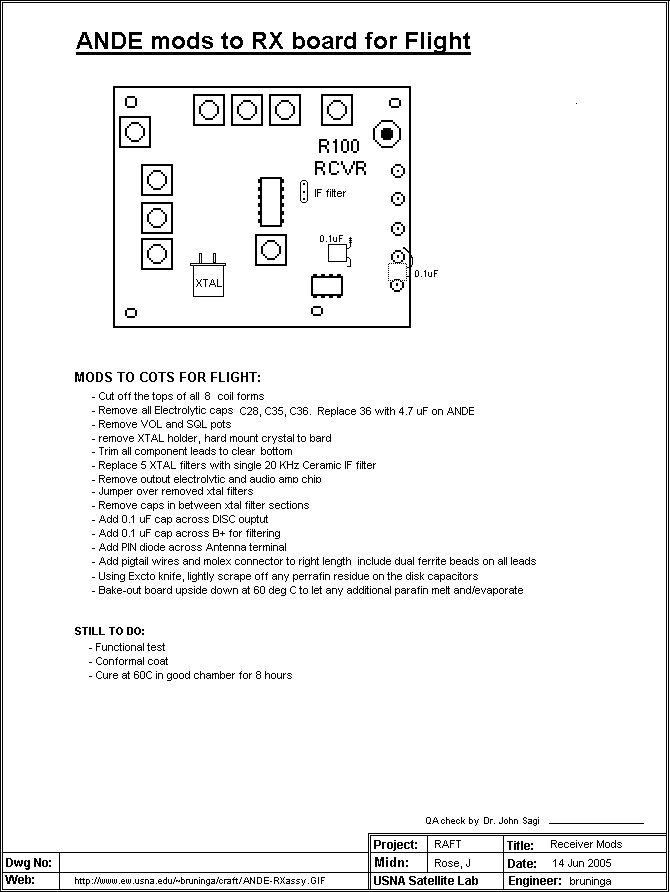 ANDE mods to RX board for Flight
R100
RCVR
IF filter
0.1uF
0.1uF
XTAL
MODS TO COTS FOR FLIGHT:
- Cut off the tops of all 8 coil forms
- Remove all Electrolytic caps C28, C35, C36. Replace 36 with 4.7 uF on ANDE
- Remove VOL and SQL pots
- remove XTAL holder, hard mount crystal to bard
- Trim all component leads to clear bottom
- Replace 5 XTAL filters with single 20 KHz Ceramic IF filter
- Remove output electrolytic and audio amp chip
- Jumper over removed xtal filters
- Remove caps in between xtal filter sections
- Add 0.1 uF cap across DISC ouptut
- Add 0.1 uF cap across B+ for filtering
- Add PIN diode across Antenna terminal
- Add pigtail wires and molex connector to right length include dual ferrite beads on all leads
- Using Excto knife, lightly scrape off any perrafin residue on the disk capacitors
- Bake-out board upside down at 60 deg C to let any additional parafin melt and/evaporate
STILL TO DO:
- Functional test
- Conformal coat
- Cure at 60C in good chamber for 8 hours
QA check by Dr. John Sagi
Project: RAFT Title: Receiver Mods
Dwg No: Midn: Rose, J Date: 14 Jun 2005
Web: http://www.ew.usna.edu/~bruninga/craft/ANDE-RXassy.GIF USNA Satellite Lab Engineer: bruninga